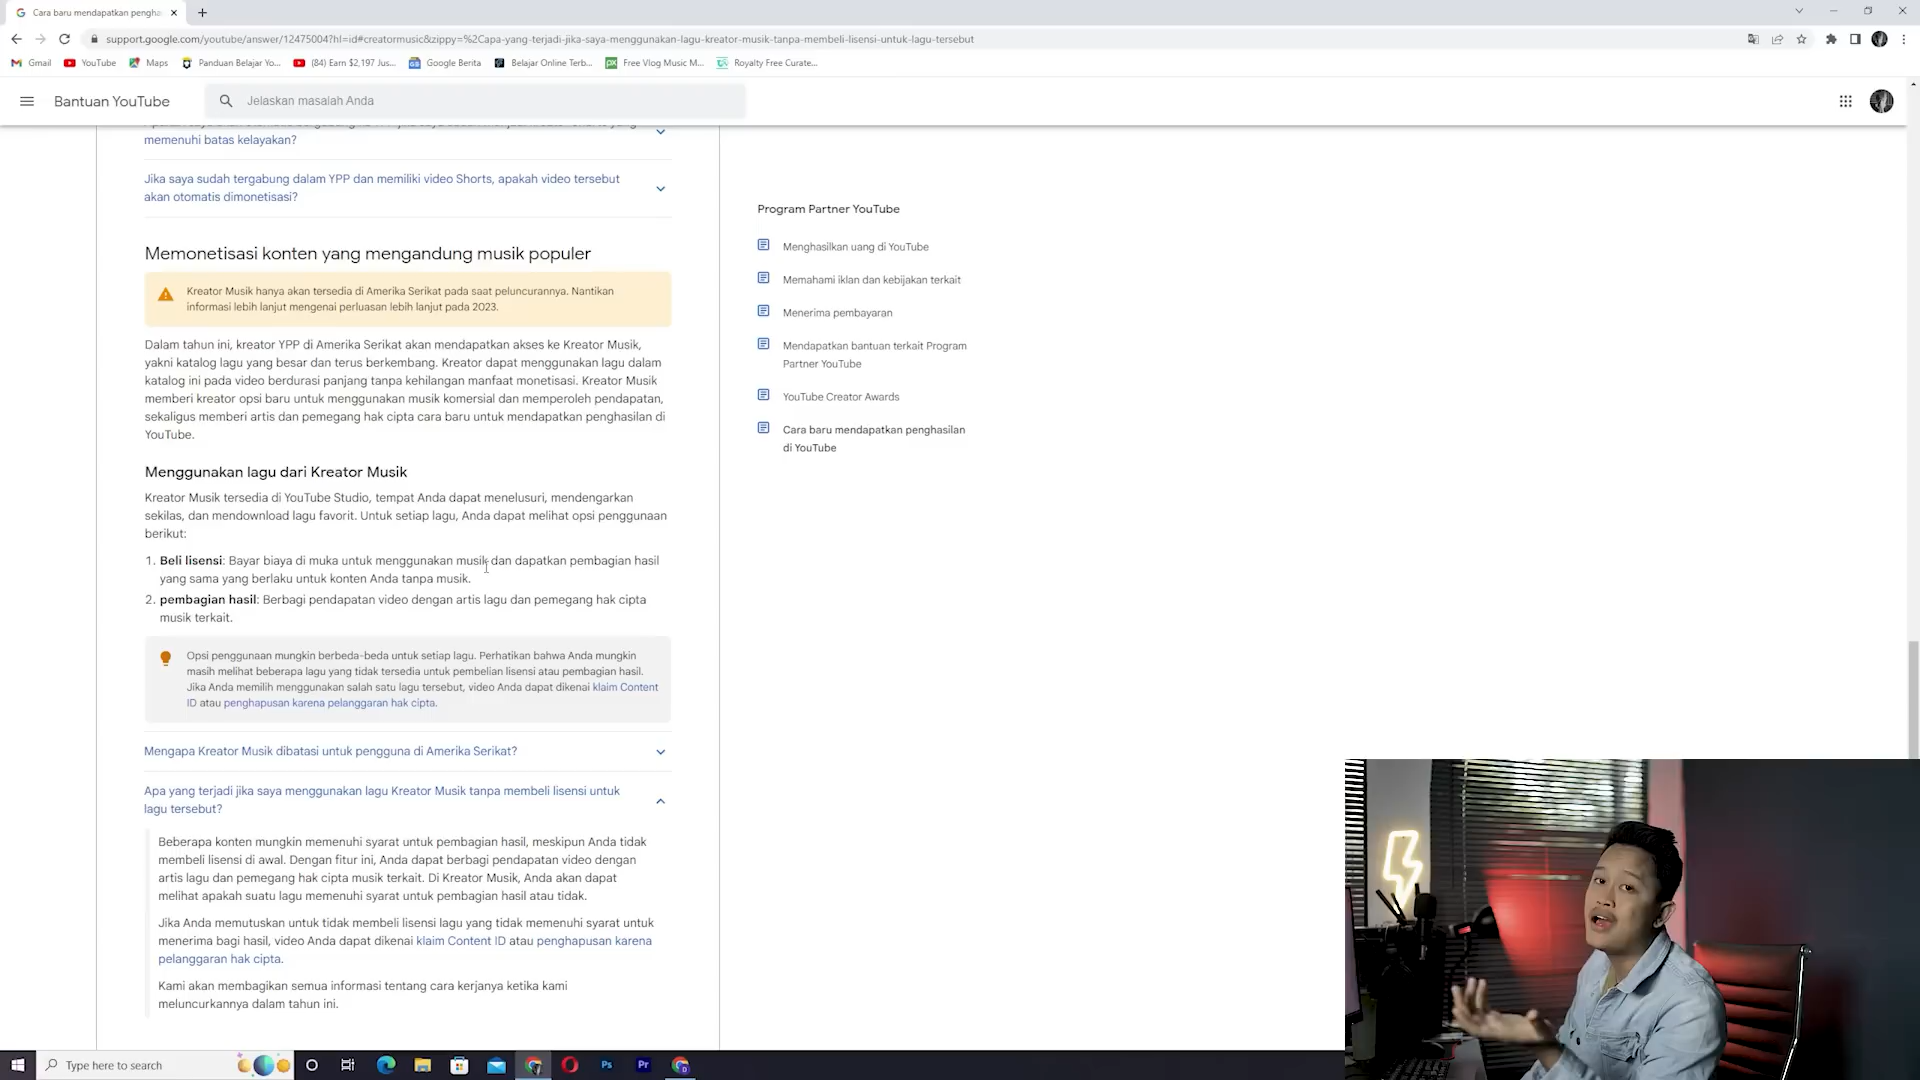 Cara baru mendapatkan pengha
support.google.com/youtube/answer/12475004?hl=id#creatormusic&zippy=%2Capa-yang-terjadi-jika-saya-menggunakan-lagu-kreator-musik-tanpa-membeli-lisensi-untuk-lagu-tersebut
Gmail YouTube Maps Panduan Belajar Yo... (84) Earn $2,197 Jus... Google Berita Belajar Online Terb... Free Vlog Music M... Royalty Free Curate...
Bantuan YouTube Jelaskan masalah Anda
memenuhi batas kelayakan?
Jika saya sudah tergabung dalam YPP dan memiliki video Shorts, apakah video tersebut
akan otomatis dimonetisasi?
Memonetisasi konten yang mengandung musik populer
Kreator Musik hanya akan tersedia di Amerika Serikat pada saat peluncurannya. Nantikan
informasi lebih lanjut mengenai perluasan lebih lanjut pada 2023.
Dalam tahun ini, kreator YPP di Amerika Serikat akan mendapatkan akses ke Kreator Musik,
yakni katalog lagu yang besar dan terus berkembang. Kreator dapat menggunakan lagu dalam
katalog ini pada video berdurasi panjang tanpa kehilangan manfaat monetisasi. Kreator Musik
memberi kreator opsi baru untuk menggunakan musik komersial dan memperoleh pendapatan,
sekaligus memberi artis dan pemegang hak cipta cara baru untuk mendapatkan penghasilan di
YouTube.
Menggunakan lagu dari Kreator Musik
Kreator Musik tersedia di YouTube Studio, tempat Anda dapat menelusuri, mendengarkan
sekilas, dan mendownload lagu favorit. Untuk setiap lagu, Anda dapat melihat opsi penggunaan
berikut:
1. Beli lisensi: Bayar biaya di muka untuk menggunakan musik dan dapatkan pembagian hasil
yang sama yang berlaku untuk konten Anda tanpa musik.
2. pembagian hasil: Berbagi pendapatan video dengan artis lagu dan pemegang hak cipta
musik terkait.
Opsi penggunaan mungkin berbeda-beda untuk setiap lagu. Perhatikan bahwa Anda mungkin
masih melihat beberapa lagu yang tidak tersedia untuk pembelian lisensi atau pembagian hasil.
Jika Anda memilih menggunakan salah satu lagu tersebut, video Anda dapat dikenai klaim Content
ID atau penghapusan karena pelanggaran hak cipta.
Mengapa Kreator Musik dibatasi untuk pengguna di Amerika Serikat?
Apa yang terjadi jika saya menggunakan lagu Kreator Musik tanpa membeli lisensi untuk
lagu tersebut?
Beberapa konten mungkin memenuhi syarat untuk pembagian hasil, meskipun Anda tidak
membeli lisensi di awal. Dengan fitur ini, Anda dapat berbagi pendapatan video dengan
artis lagu dan pemegang hak cipta musik terkait. Di Kreator Musik, Anda akan dapat
melihat apakah suatu lagu memenuhi syarat untuk pembagian hasil atau tidak.
Jika Anda memutuskan untuk tidak membeli lisensi lagu yang tidak memenuhi syarat untuk
menerima bagi hasil, video Anda dapat dikenai klaim Content ID atau penghapusan karena
pelanggaran hak cipta.
Kami akan membagikan semua informasi tentang cara kerjanya ketika kami
meluncurkannya dalam tahun ini.
Program Partner YouTube
Menghasilkan uang di YouTube
Memahami iklan dan kebijakan terkait
Menerima pembayaran
Mendapatkan bantuan terkait Program
Partner YouTube
YouTube Creator Awards
Cara baru mendapatkan penghasilan
di YouTube
Type here to search
Ps
Pr